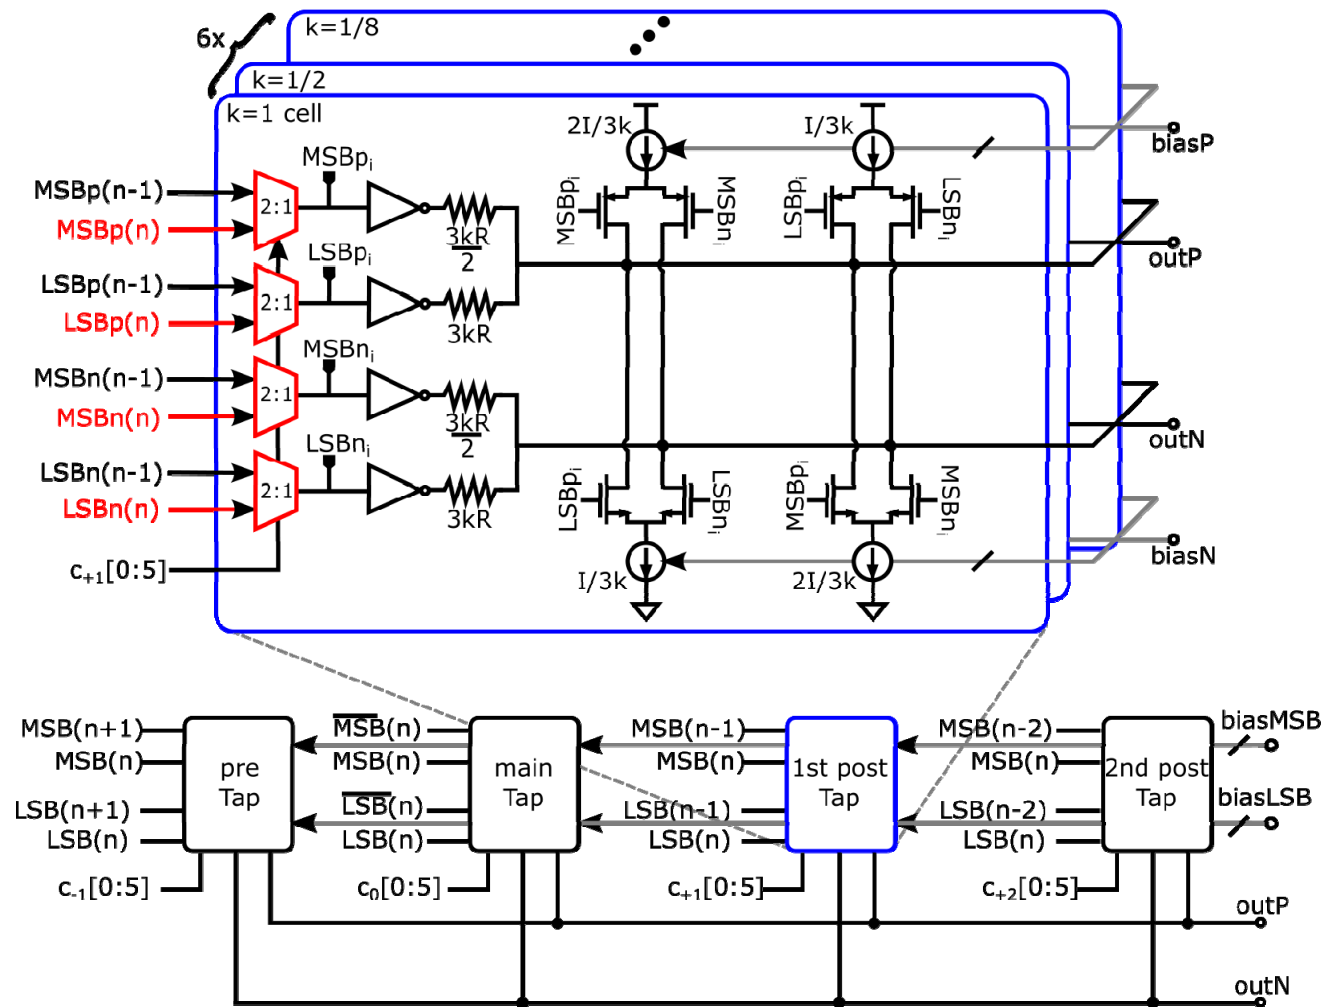 6x
k=1/8
k=1/2
k=1 cell
2I/3k
I/3k
biasP
MSBp(n-1)
MSBp(n)
2:1
MSBpᵢ
3kR
2
MSBpᵢ
MSBnᵢ
LSBpᵢ
LSBnᵢ
outP
LSBp(n-1)
LSBp(n)
2:1
LSBpᵢ
3kR
MSBn(n-1)
MSBn(n)
2:1
MSBnᵢ
3kR
2
outN
LSBn(n-1)
LSBn(n)
2:1
LSBnᵢ
3kR
LSBpᵢ
LSBnᵢ
MSBpᵢ
MSBnᵢ
biasN
c₊₁[0:5]
I/3k
2I/3k
MSB(n+1)
MSB(n)
LSB(n+1)
LSB(n)
pre
Tap
c₋₁[0:5]
M̅S̅B̅(n)
MSB(n)
L̅S̅B̅(n)
LSB(n)
main
Tap
c₀[0:5]
MSB(n-1)
MSB(n)
LSB(n-1)
LSB(n)
1st post
Tap
c₊₁[0:5]
MSB(n-2)
MSB(n)
LSB(n-2)
LSB(n)
2nd post
Tap
c₊₂[0:5]
biasMSB
biasLSB
outP
outN